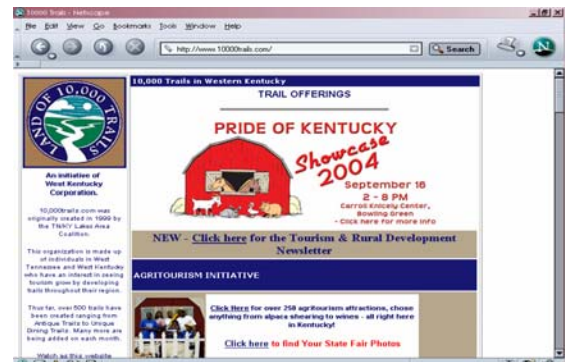 10000 Trails - Netscape
File Edit View Go Bookmarks Tools Window Help
http://www.10000trails.com/
Search
N
LAND OF 10,000 TRAILS
An initiative of
West Kentucky
Corporation.
10,000trails.com was
originally created in 1999 by
the TN/KY Lakes Area
Coalition.
This organization is made up
of individuals in West
Tennessee and West Kentucky
who have an interest in seeing
tourism grow by developing
trails throughout their region.
Thus far, over 500 trails have
been created ranging from
Antique Trails to Unique
Dining Trails. Many more are
being added on each month.
Watch as this website
10,000 Trails in Western Kentucky
TRAIL OFFERINGS
PRIDE OF KENTUCKY
Showcase
2004
September 18
2 - 8 PM
Carroll Knicely Center,
Bowling Green
- Click here for more info
NEW - Click here for the Tourism & Rural Development
Newsletter
AGRITOURISM INITIATIVE
Click Here for over 258 agritourism attractions, chose
anything from alpaca shearing to wines - all right here
in Kentucky!
Click here to find Your State Fair Photos